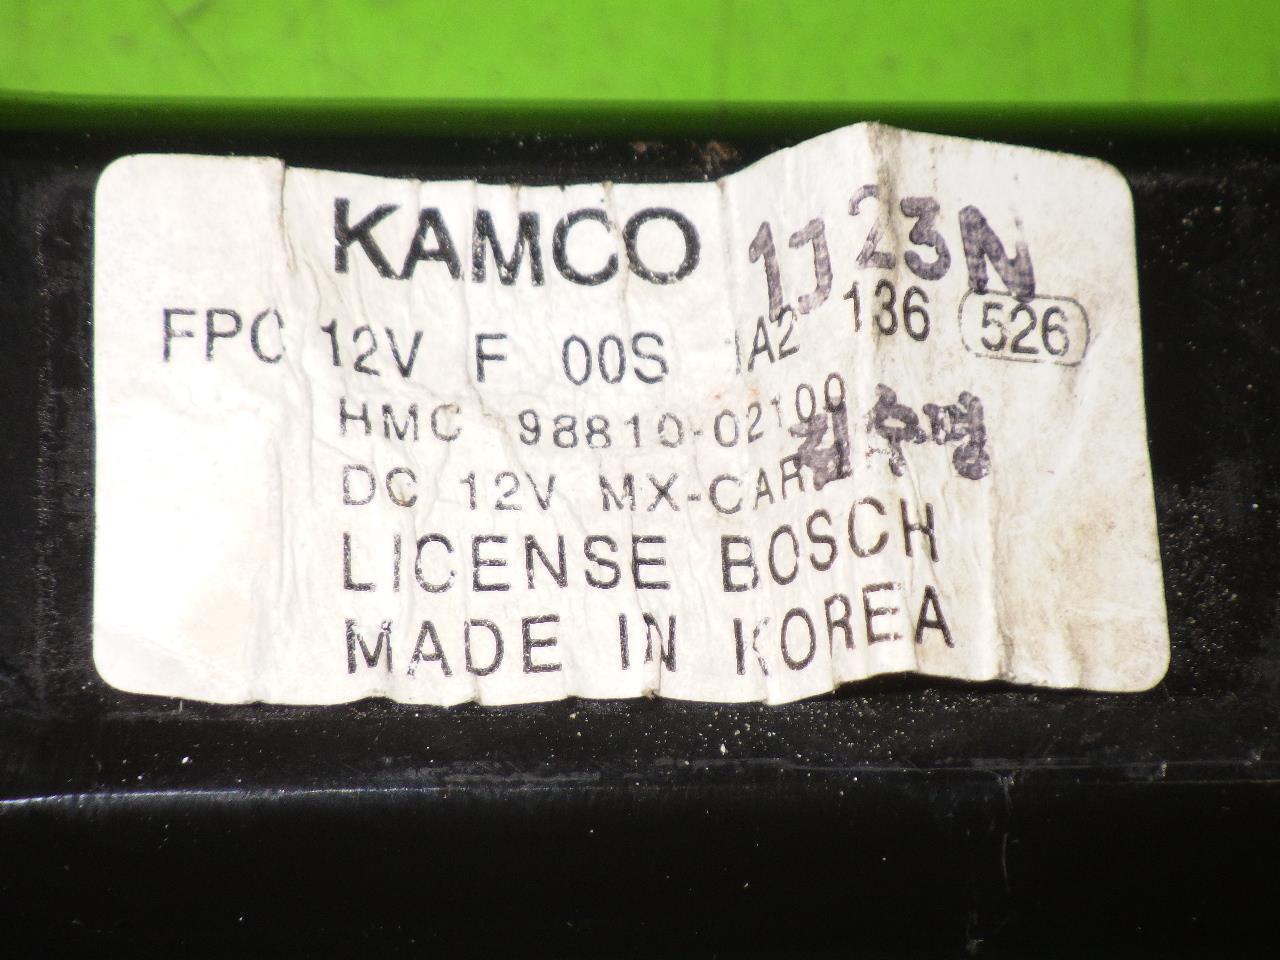 KAMCO 1J23N
FPC 12V F 00S 1A2 136 526
HMC 98810-02100
DC 12V MX-CAR
LICENSE BOSCH
MADE IN KOREA